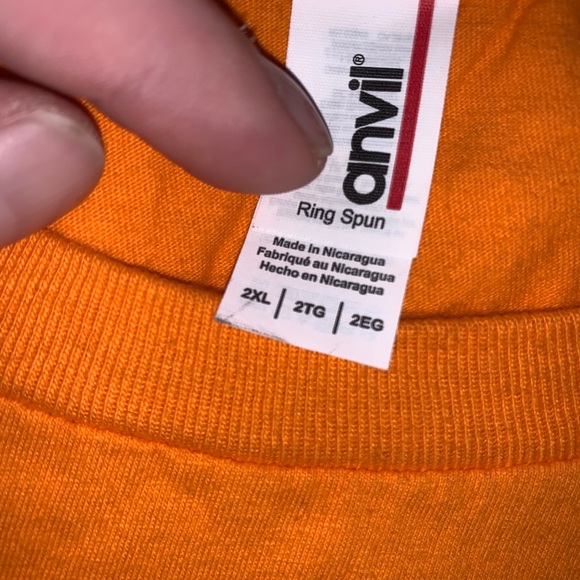 anvil®
Ring Spun
Made in Nicaragua
Fabriqué au Nicaragua
Hecho en Nicaragua
2XL | 2TG | 2EG